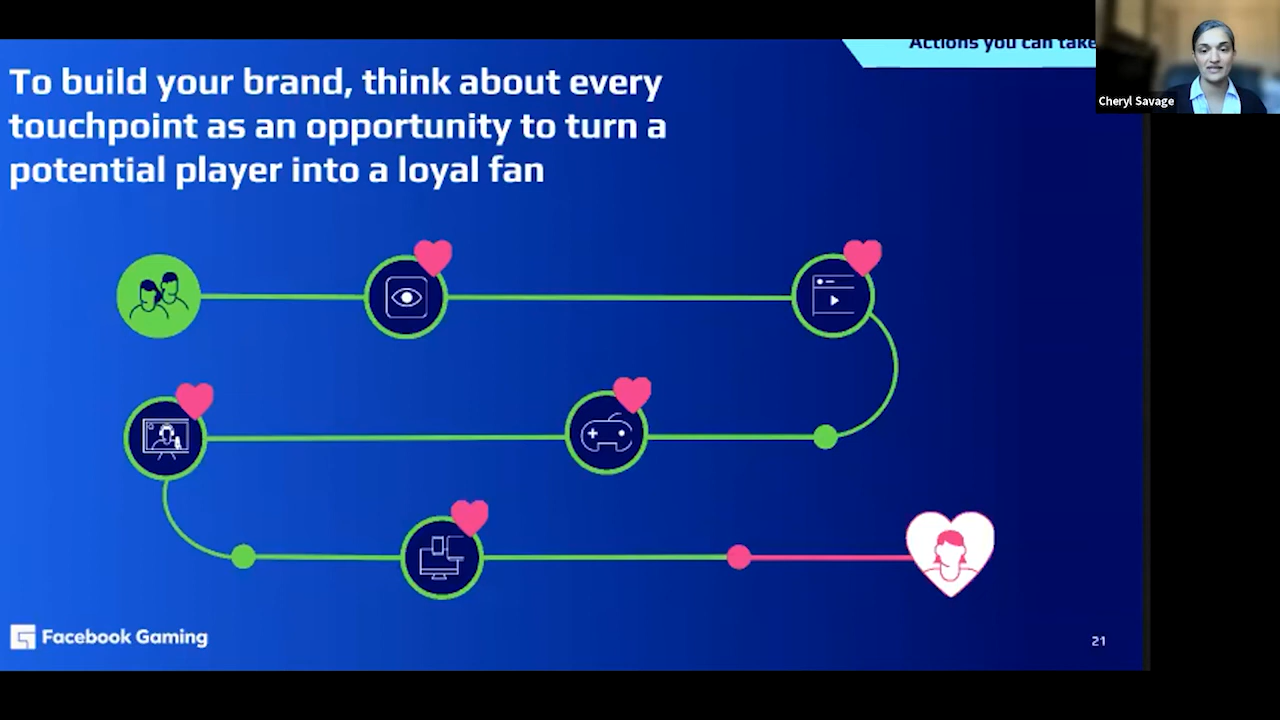 Actions you can take
To build your brand, think about every
touchpoint as an opportunity to turn a
potential player into a loyal fan
Cheryl Savage
Facebook Gaming
21